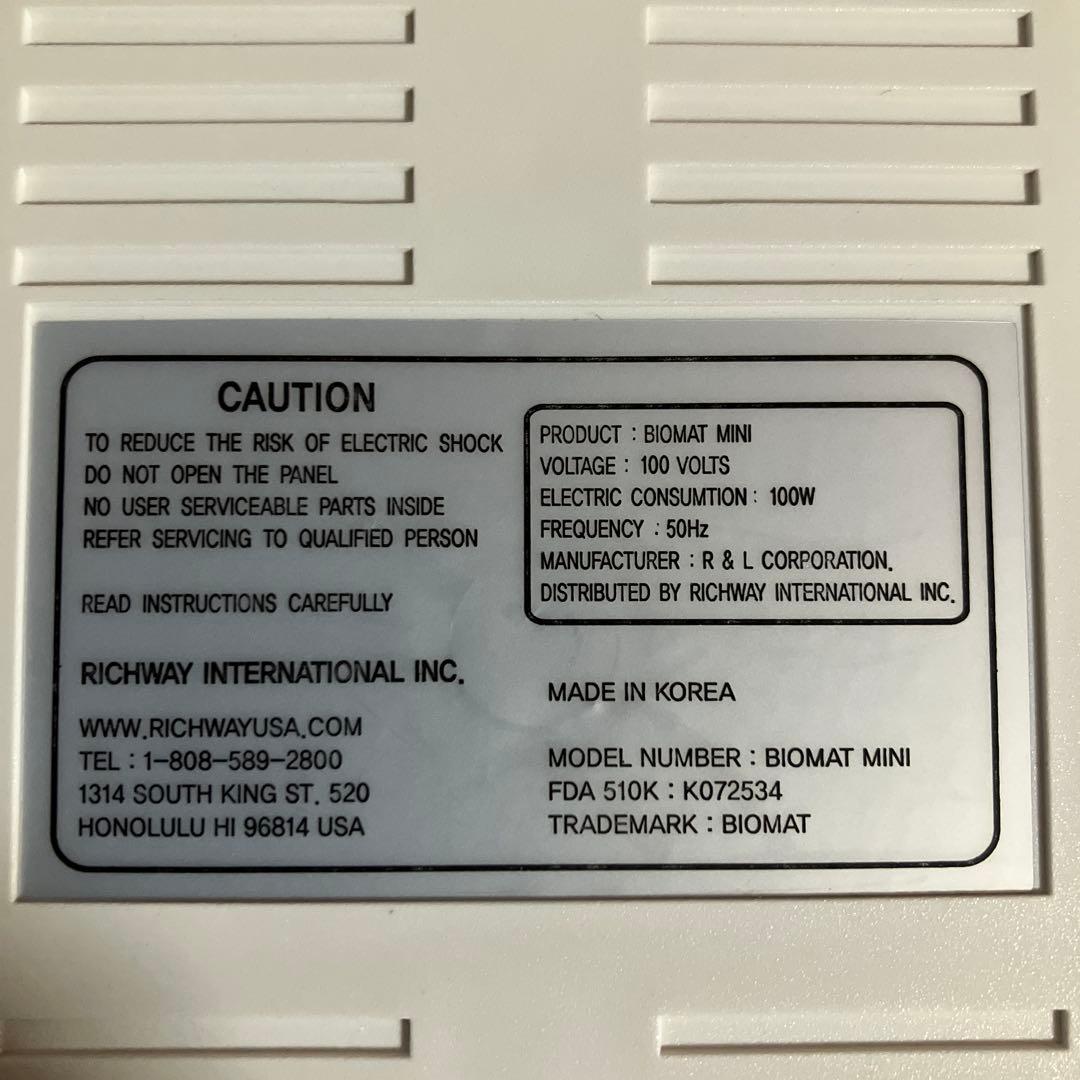 CAUTION
TO REDUCE THE RISK OF ELECTRIC SHOCK
DO NOT OPEN THE PANEL
NO USER SERVICEABLE PARTS INSIDE
REFER SERVICING TO QUALIFIED PERSON
READ INSTRUCTIONS CAREFULLY
RICHWAY INTERNATIONAL INC.
WWW.RICHWAYUSA.COM
TEL : 1-808-589-2800
1314 SOUTH KING ST. 520
HONOLULU HI 96814 USA
PRODUCT : BIOMAT MINI
VOLTAGE : 100 VOLTS
ELECTRIC CONSUMTION : 100W
FREQUENCY : 50Hz
MANUFACTURER : R & L CORPORATION.
DISTRIBUTED BY RICHWAY INTERNATIONAL INC.
MADE IN KOREA
MODEL NUMBER : BIOMAT MINI
FDA 510K : K072534
TRADEMARK : BIOMAT